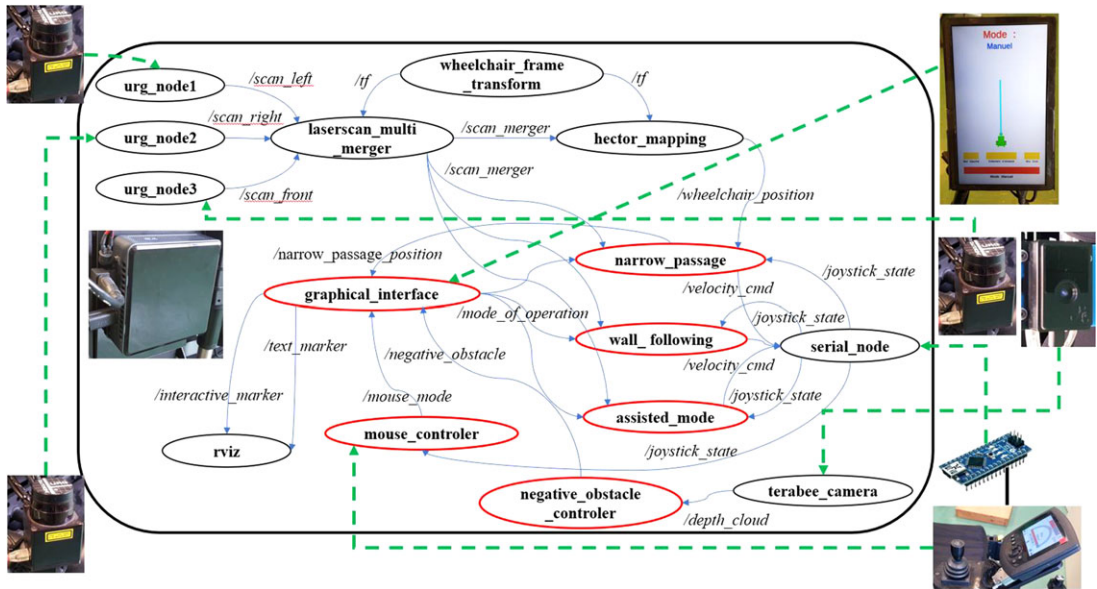 Mode :
Manuel
wheelchair_frame
_transform
urg_node1
/scan_left
/tf
/tf
/scan_right
urg_node2
laserscan_multi
_merger
/scan_merger
hector_mapping
/scan_merger
urg_node3
/scan_front
/wheelchair_position
/narrow_passage_position
narrow_passage
/joystick_state
graphical_interface
/velocity_cmd
/mode_of_operation
/joystick_state
/text_marker
/negative_obstacle
wall_ following
serial_node
/velocity_cmd
/interactive_marker
/mouse_mode
/joystick_state
assisted_mode
mouse_controler
rviz
/joystick_state
negative_obstacle
_controler
terabee_camera
/depth_cloud